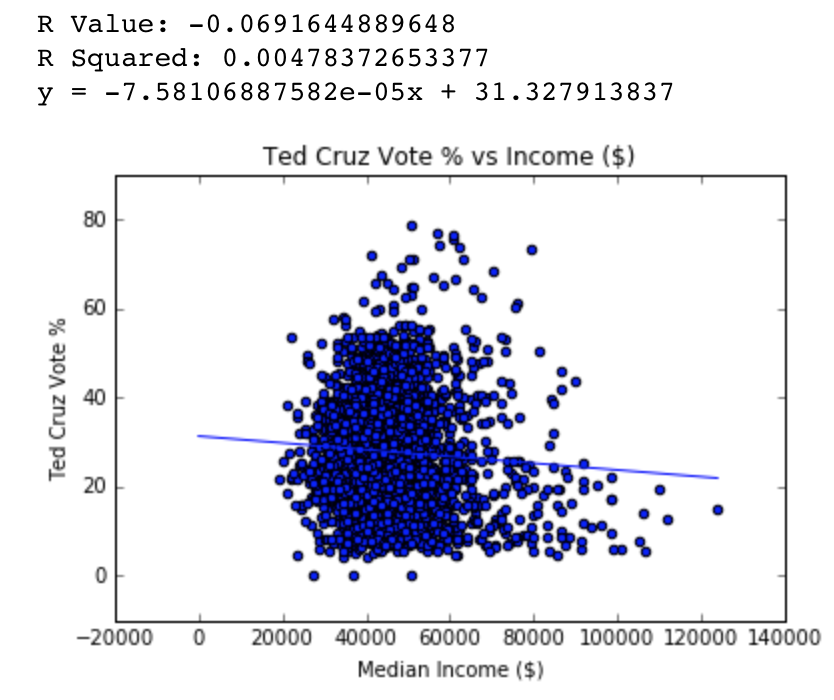 R Value: -0.0691644889648
R Squared: 0.00478372653377
y = -7.58106887582e-05x + 31.327913837
Ted Cruz Vote % vs Income ($)
80
60
40
20
0
Ted Cruz Vote %
−20000 0 20000 40000 60000 80000 100000 120000 140000
Median Income ($)